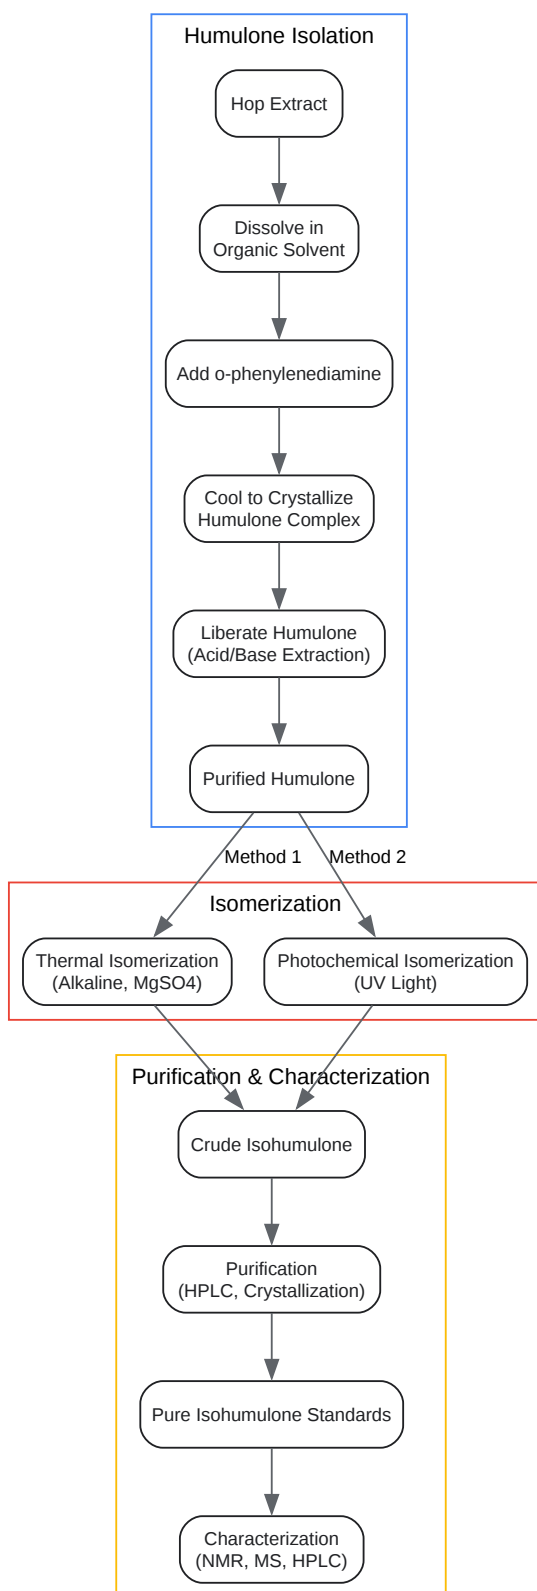 Humulone Isolation
Hop Extract
Dissolve in
Organic Solvent
Add o-phenylenediamine
Cool to Crystallize
Humulone Complex
Liberate Humulone
(Acid/Base Extraction)
Purified Humulone
Method 1
Method 2
Isomerization
Thermal Isomerization
(Alkaline, MgSO4)
Photochemical Isomerization
(UV Light)
Purification & Characterization
Crude Isohumulone
Purification
(HPLC, Crystallization)
Pure Isohumulone Standards
Characterization
(NMR, MS, HPLC)